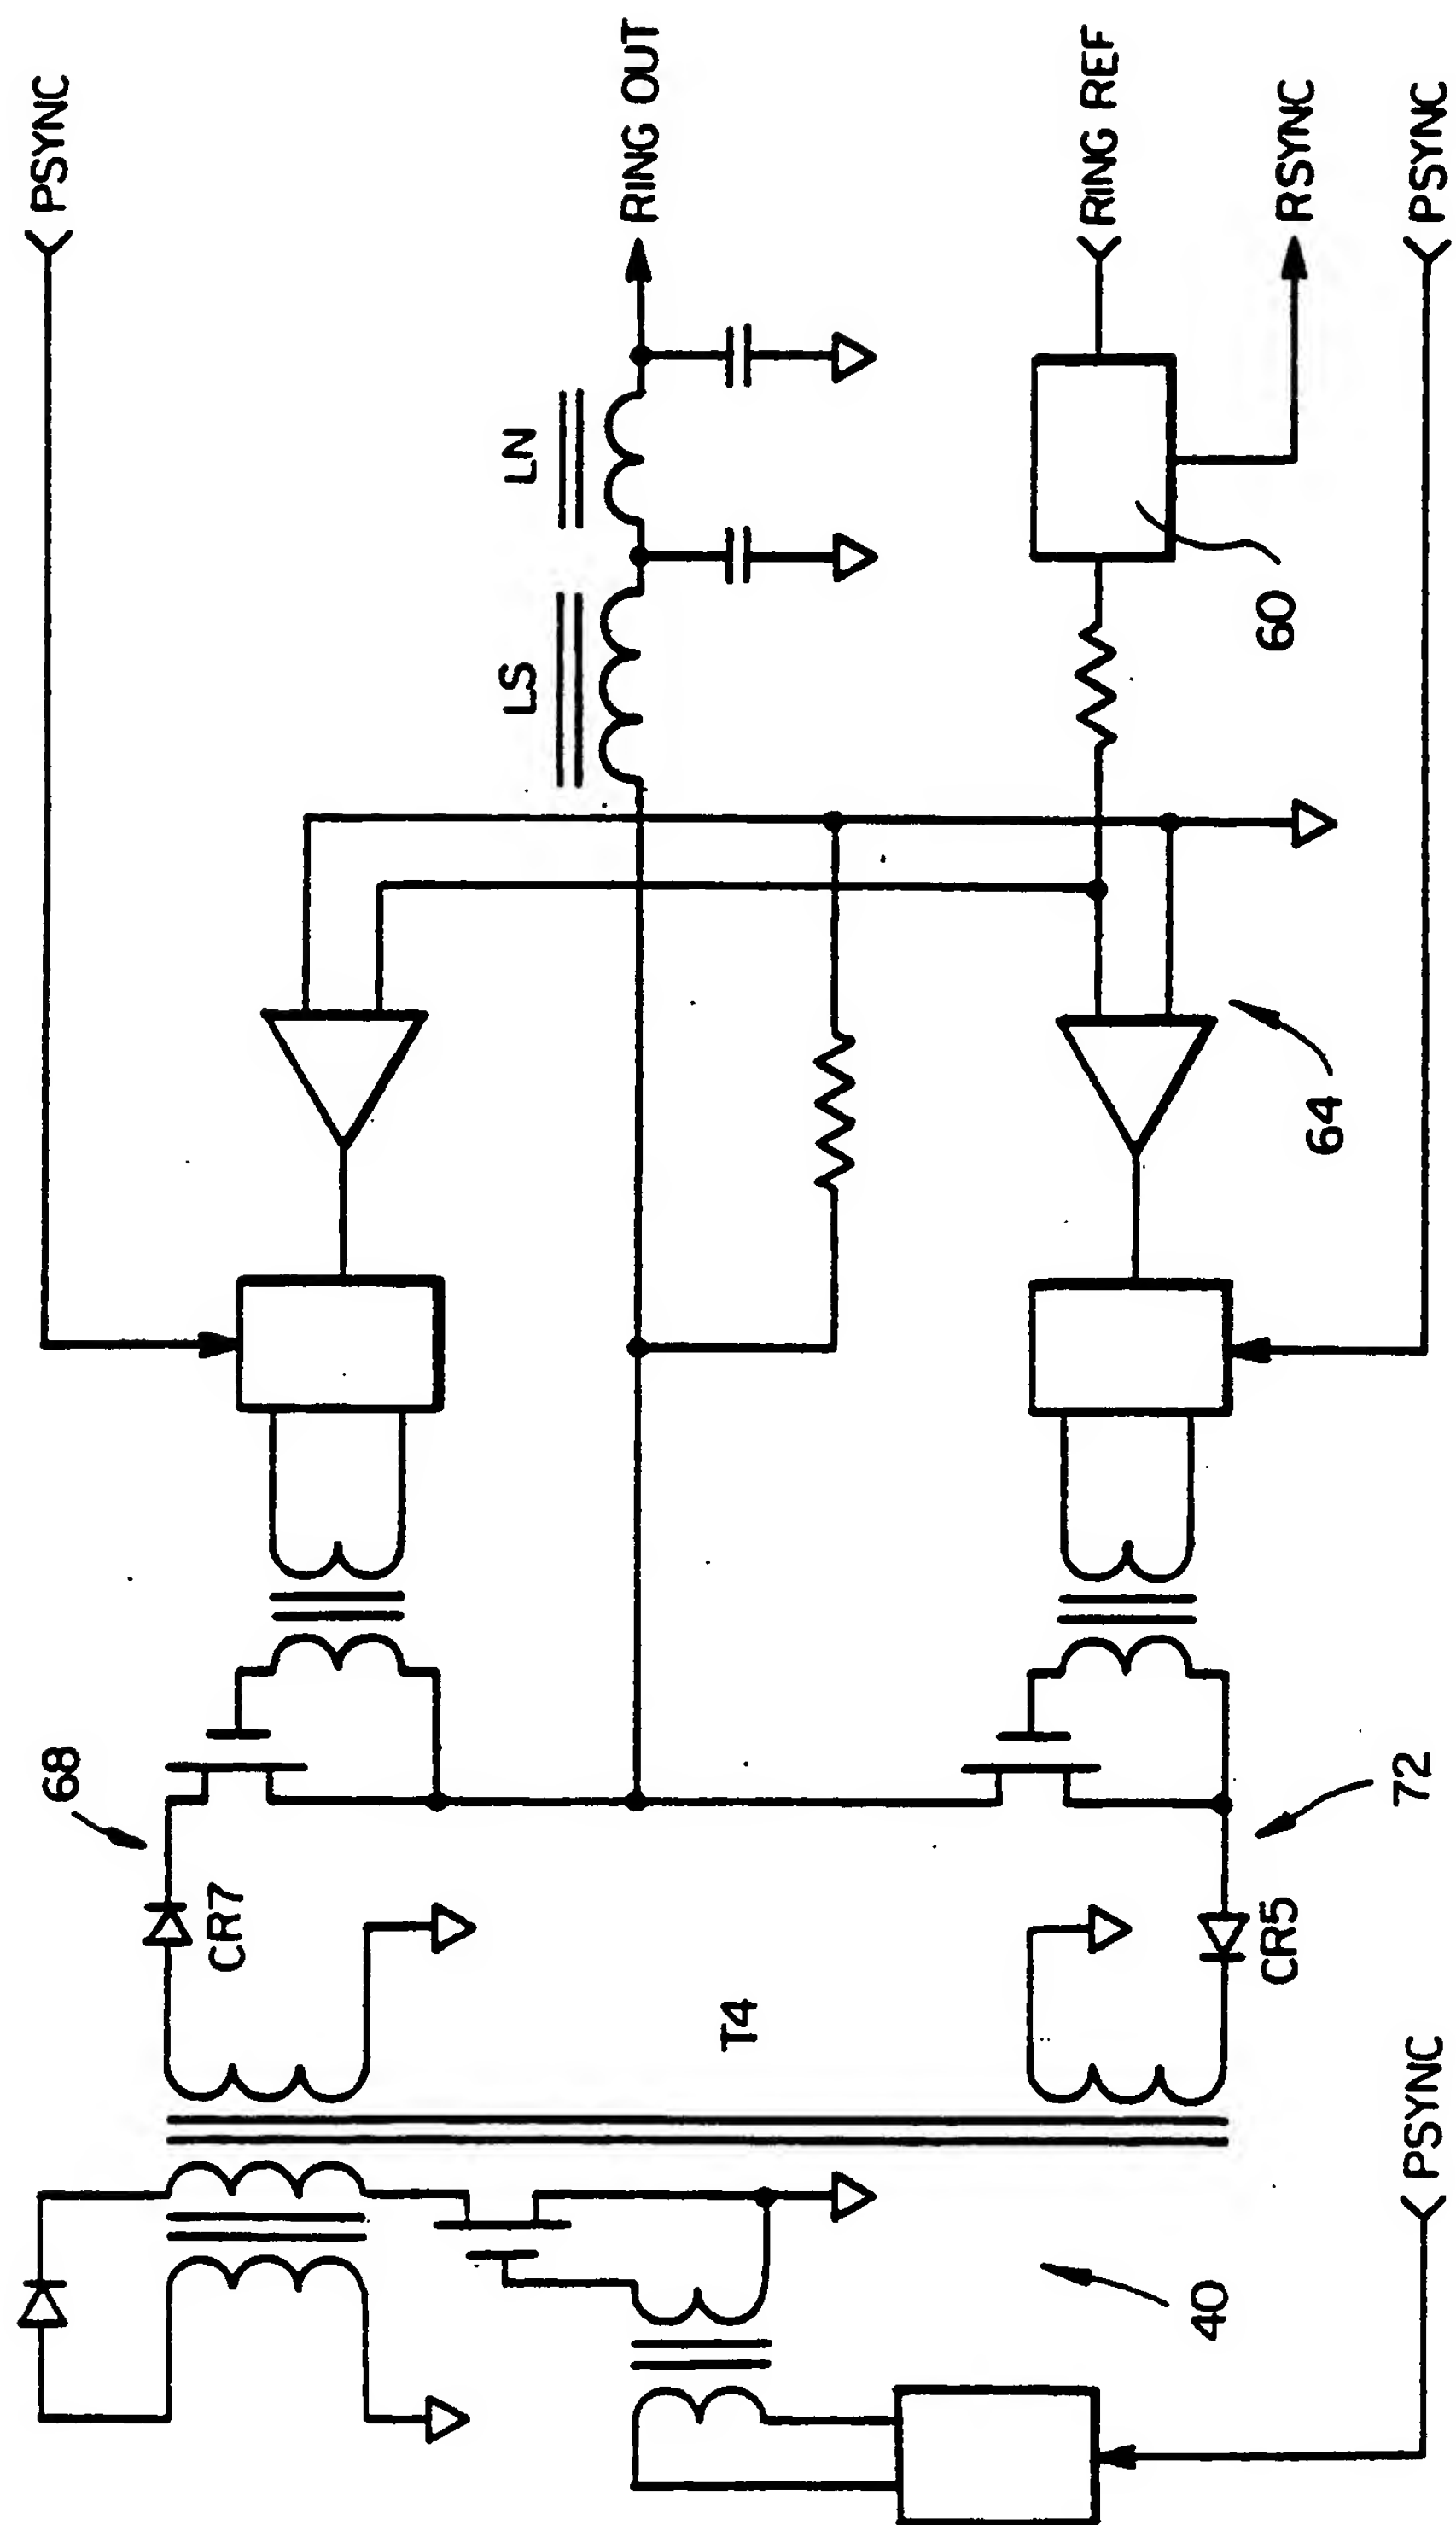 PSYNC
RING OUT
RING REF
RSYNC
PSYNC
LN
LS
60
64
68
CR7
T4
72
CR5
40
PSYNC